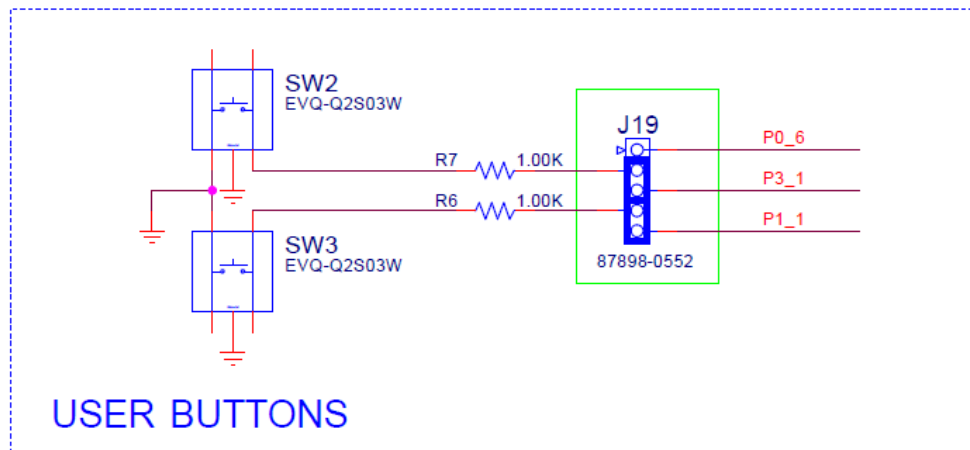 SW2
EVQ-Q2S03W
J19
P0_6
R7 1.00K
P3_1
R6 1.00K
P1_1
SW3
EVQ-Q2S03W
87898-0552
USER BUTTONS